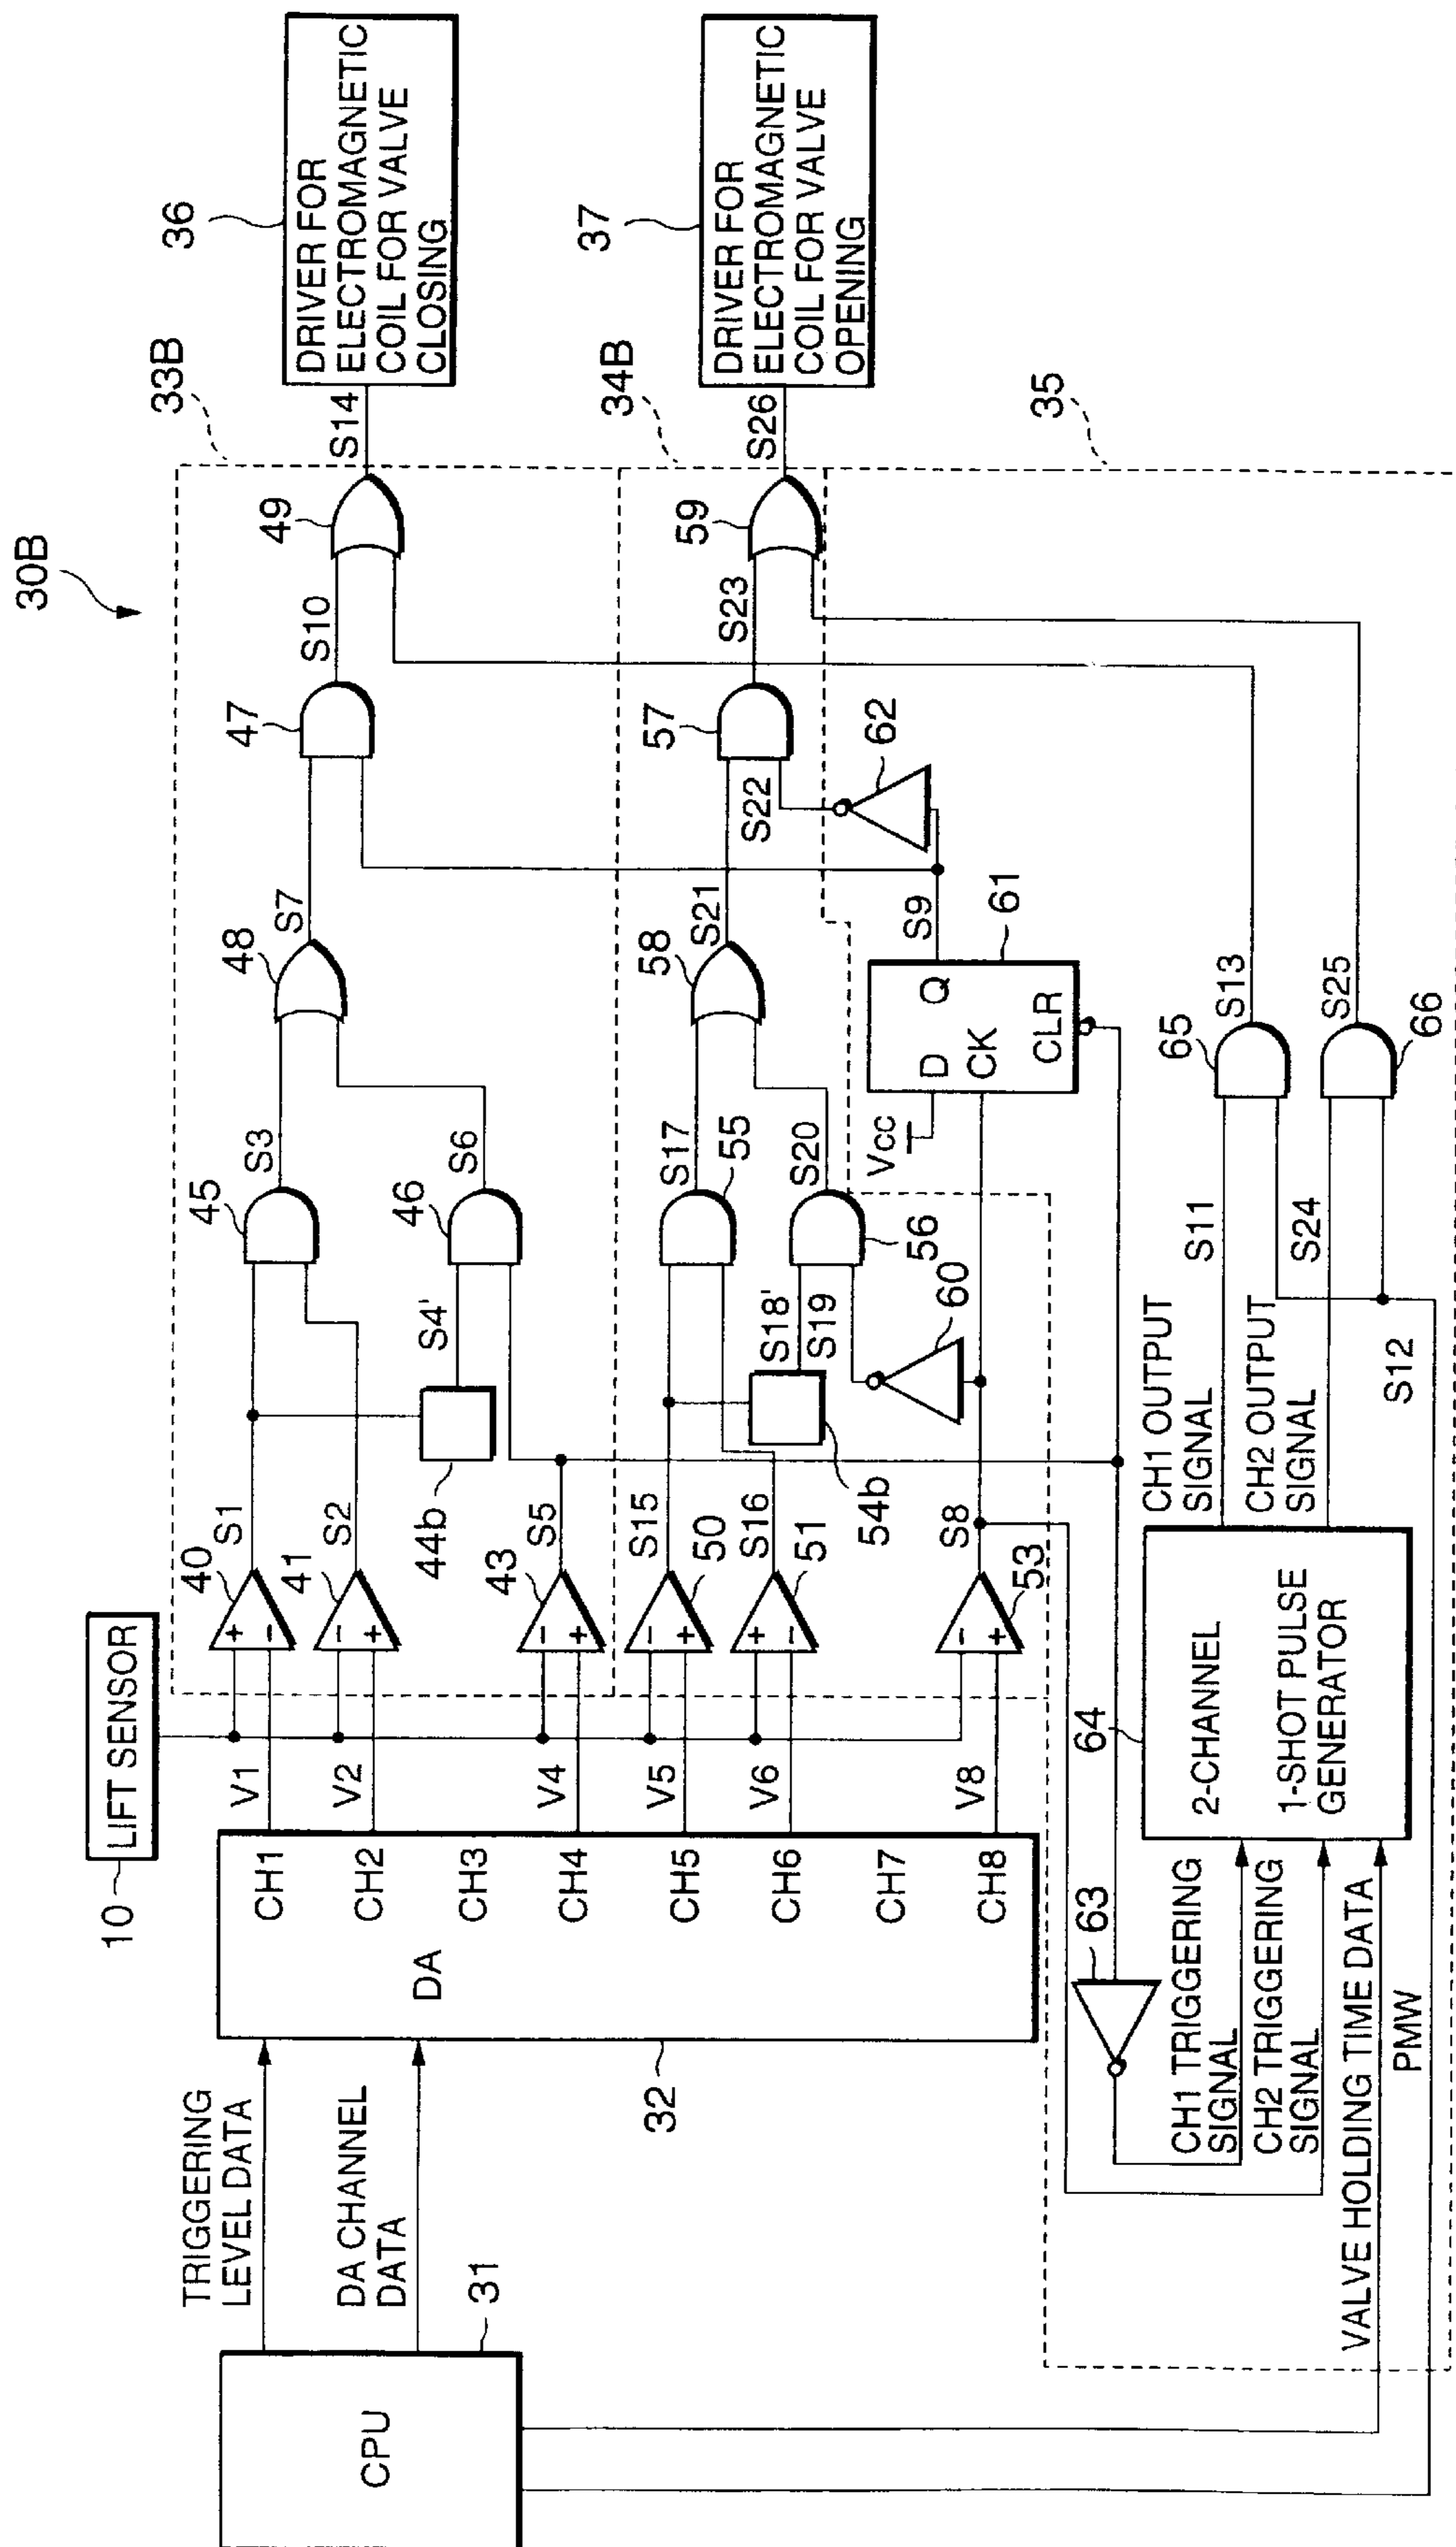 30B
CPU
31
TRIGGERING
LEVEL DATA
DA CHANNEL
DATA
10
LIFT SENSOR
DA
32
CH1
CH2
CH3
CH4
CH5
CH6
CH7
CH8
V1
V2
V4
V5
V6
V8
33B
40
+
-
S1
41
-
+
S2
43
-
+
S5
44b
S4'
45
S3
46
S6
48
S7
47
S10
49
S14
36
DRIVER FOR
ELECTROMAGNETIC
COIL FOR VALVE
CLOSING
34B
50
-
+
S15
51
+
-
S16
53
-
+
S8
54b
S18'
S19
55
S17
56
S20
58
S21
57
S22
S23
59
S26
37
DRIVER FOR
ELECTROMAGNETIC
COIL FOR VALVE
OPENING
35
60
Vcc
D
Q
CK
CLR
61
S9
62
63
CH1 TRIGGERING
SIGNAL
CH2 TRIGGERING
SIGNAL
VALVE HOLDING TIME DATA
PMW
64
2-CHANNEL
1-SHOT PULSE
GENERATOR
CH1 OUTPUT
SIGNAL
CH2 OUTPUT
SIGNAL
S11
S24
S12
65
S13
66
S25